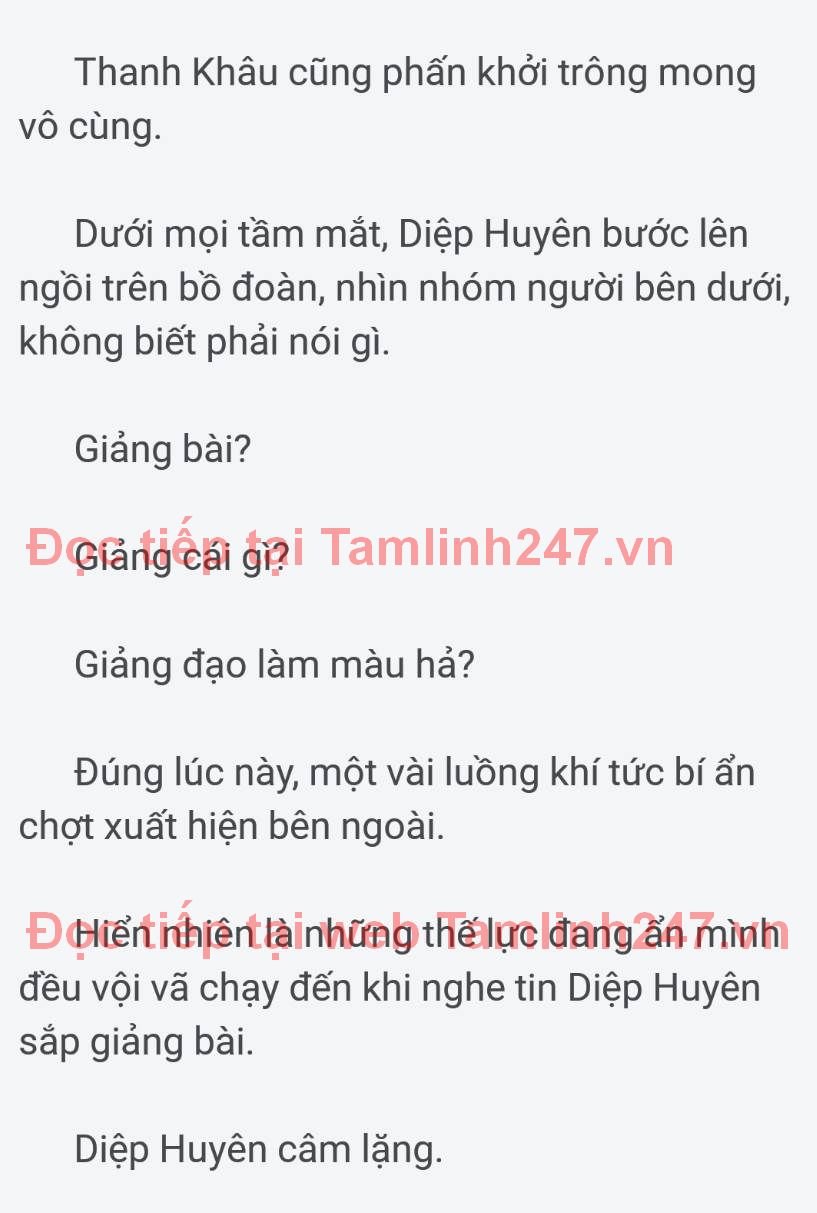 Thanh Khâu cũng phấn khởi trông mong
vô cùng.
Dưới mọi tầm mắt, Diệp Huyên bước lên
ngồi trên bồ đoàn, nhìn nhóm người bên dưới,
không biết phải nói gì.
Giảng bài?
Đọc tiếp tại Tamlinh247.vn
Giảng cái gì?
Giảng đạo làm màu hả?
Đúng lúc này, một vài luồng khí tức bí ẩn
chợt xuất hiện bên ngoài.
Đọc tiếp tại web Tamlinh247.vn
Hiển nhiên là những thế lực đang ẩn mình
đều vội vã chạy đến khi nghe tin Diệp Huyên
sắp giảng bài.
Diệp Huyên câm lặng.